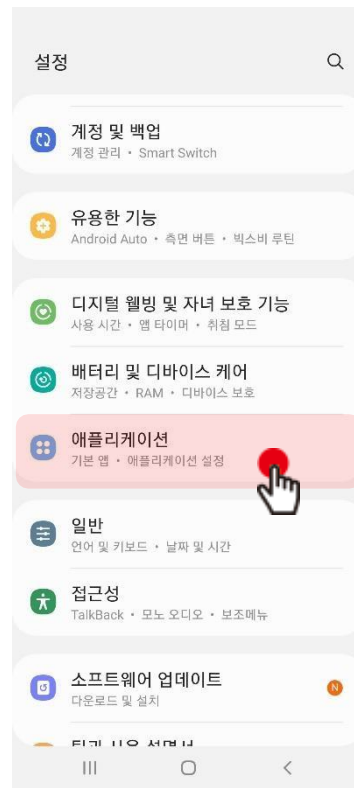 설정
계정 및 백업
계정 관리 • Smart Switch
유용한 기능
Android Auto • 측면 버튼 • 빅스비 루틴
디지털 웰빙 및 자녀 보호 기능
사용 시간 • 앱 타이머 • 취침 모드
배터리 및 디바이스 케어
저장공간 • RAM • 디바이스 보호
애플리케이션
기본 앱 • 애플리케이션 설정
일반
언어 및 키보드 • 날짜 및 시간
접근성
TalkBack • 모노 오디오 • 보조메뉴
소프트웨어 업데이트
N
다운로드 및 설치
팁과 사용 설명서